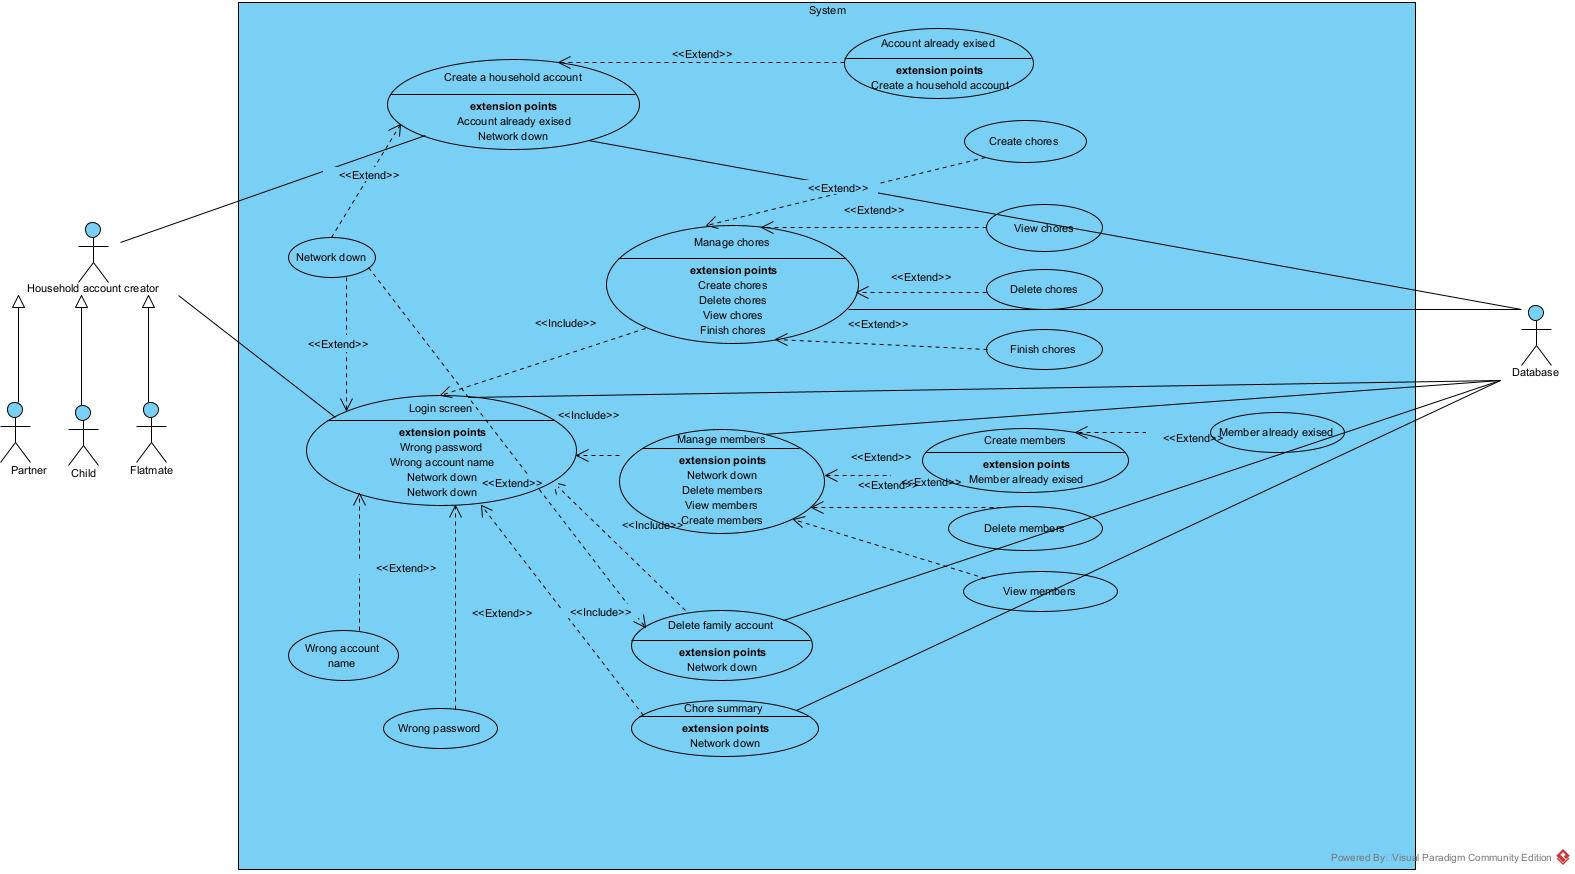 System
Account already exised
extension points
Create a household account
<<Extend>>
Create a household account
extension points
Account already exised
Network down
Create chores
<<Extend>>
<<Extend>>
<<Extend>>
View chores
Manage chores
extension points
Create chores
Delete chores
View chores
Finish chores
Network down
Household account creator
<<Extend>>
Delete chores
<<Extend>>
Finish chores
<<Include>>
<<Extend>>
Database
Partner
Child
Flatmate
Login screen
extension points
Wrong password
Wrong account name
Network down
Network down
<<Include>>
<<Extend>>
Manage members
extension points
Network down
Delete members
View members
Create members
<<Extend>>
<<Extend>>
<<Extend>>
Create members
extension points
Member already exised
<<Extend>>
Member already exised
Delete members
View members
<<Include>>
<<Extend>>
<<Extend>>
<<Include>>
Delete family account
extension points
Network down
Wrong account
name
Wrong password
Chore summary
extension points
Network down
Powered By: Visual Paradigm Community Edition